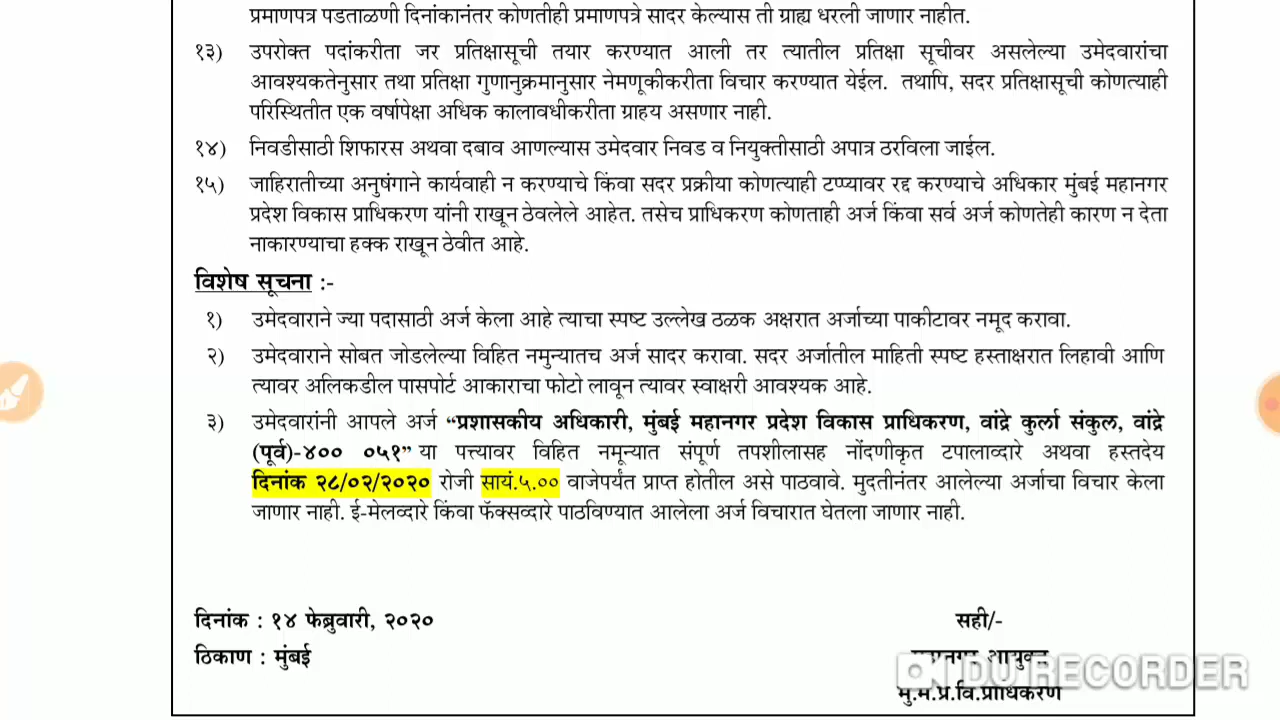 प्रमाणपत्र पडताळणी दिनांकानंतर कोणतीही प्रमाणपत्रे सादर केल्यास ती ग्राह्य धरली जाणार नाहीत.
१३) उपरोक्त पदांकरीता जर प्रतिक्षासूची तयार करण्यात आली तर त्यातील प्रतिक्षा सूचीवर असलेल्या उमेदवारांचा
आवश्यकतेनुसार तथा प्रतिक्षा गुणानुक्रमानुसार नेमणूकीकरीता विचार करण्यात येईल. तथापि, सदर प्रतिक्षासूची कोणत्याही
परिस्थितीत एक वर्षापेक्षा अधिक कालावधीकरीता ग्राहय असणार नाही.
१४) निवडीसाठी शिफारस अथवा दबाव आणल्यास उमेदवार निवड व नियुक्तीसाठी अपात्र ठरविला जाईल.
१५) जाहिरातीच्या अनुषंगाने कार्यवाही न करण्याचे किंवा सदर प्रक्रीया कोणत्याही टप्प्यावर रद्द करण्याचे अधिकार मुंबई महानगर
प्रदेश विकास प्राधिकरण यांनी राखून ठेवलेले आहेत. तसेच प्राधिकरण कोणताही अर्ज किंवा सर्व अर्ज कोणतेही कारण न देता
नाकारण्याचा हक्क राखून ठेवीत आहे.
विशेष सूचना :-
१) उमेदवाराने ज्या पदासाठी अर्ज केला आहे त्याचा स्पष्ट उल्लेख ठळक अक्षरात अर्जाच्या पाकीटावर नमूद करावा.
२) उमेदवाराने सोबत जोडलेल्या विहित नमुन्यातच अर्ज सादर करावा. सदर अर्जातील माहिती स्पष्ट हस्ताक्षरात लिहावी आणि
त्यावर अलिकडील पासपोर्ट आकाराचा फोटो लावून त्यावर स्वाक्षरी आवश्यक आहे.
३) उमेदवारांनी आपले अर्ज “प्रशासकीय अधिकारी, मुंबई महानगर प्रदेश विकास प्राधिकरण, वांद्रे कुर्ला संकुल, वांद्रे
(पूर्व)-४०० ०५१” या पत्त्यावर विहित नमून्यात संपूर्ण तपशीलासह नोंदणीकृत टपालाव्दारे अथवा हस्तदेय
दिनांक २८/०२/२०२० रोजी सायं.५.०० वाजेपर्यंत प्राप्त होतील असे पाठवावे. मुदतीनंतर आलेल्या अर्जाचा विचार केला
जाणार नाही. ई-मेलव्दारे किंवा फॅक्सव्दारे पाठविण्यात आलेला अर्ज विचारात घेतला जाणार नाही.
दिनांक : १४ फेब्रुवारी, २०२० सही/-
ठिकाण : मुंबई
DU RECORDER
मु.म.प्र.वि.प्राधिकरण